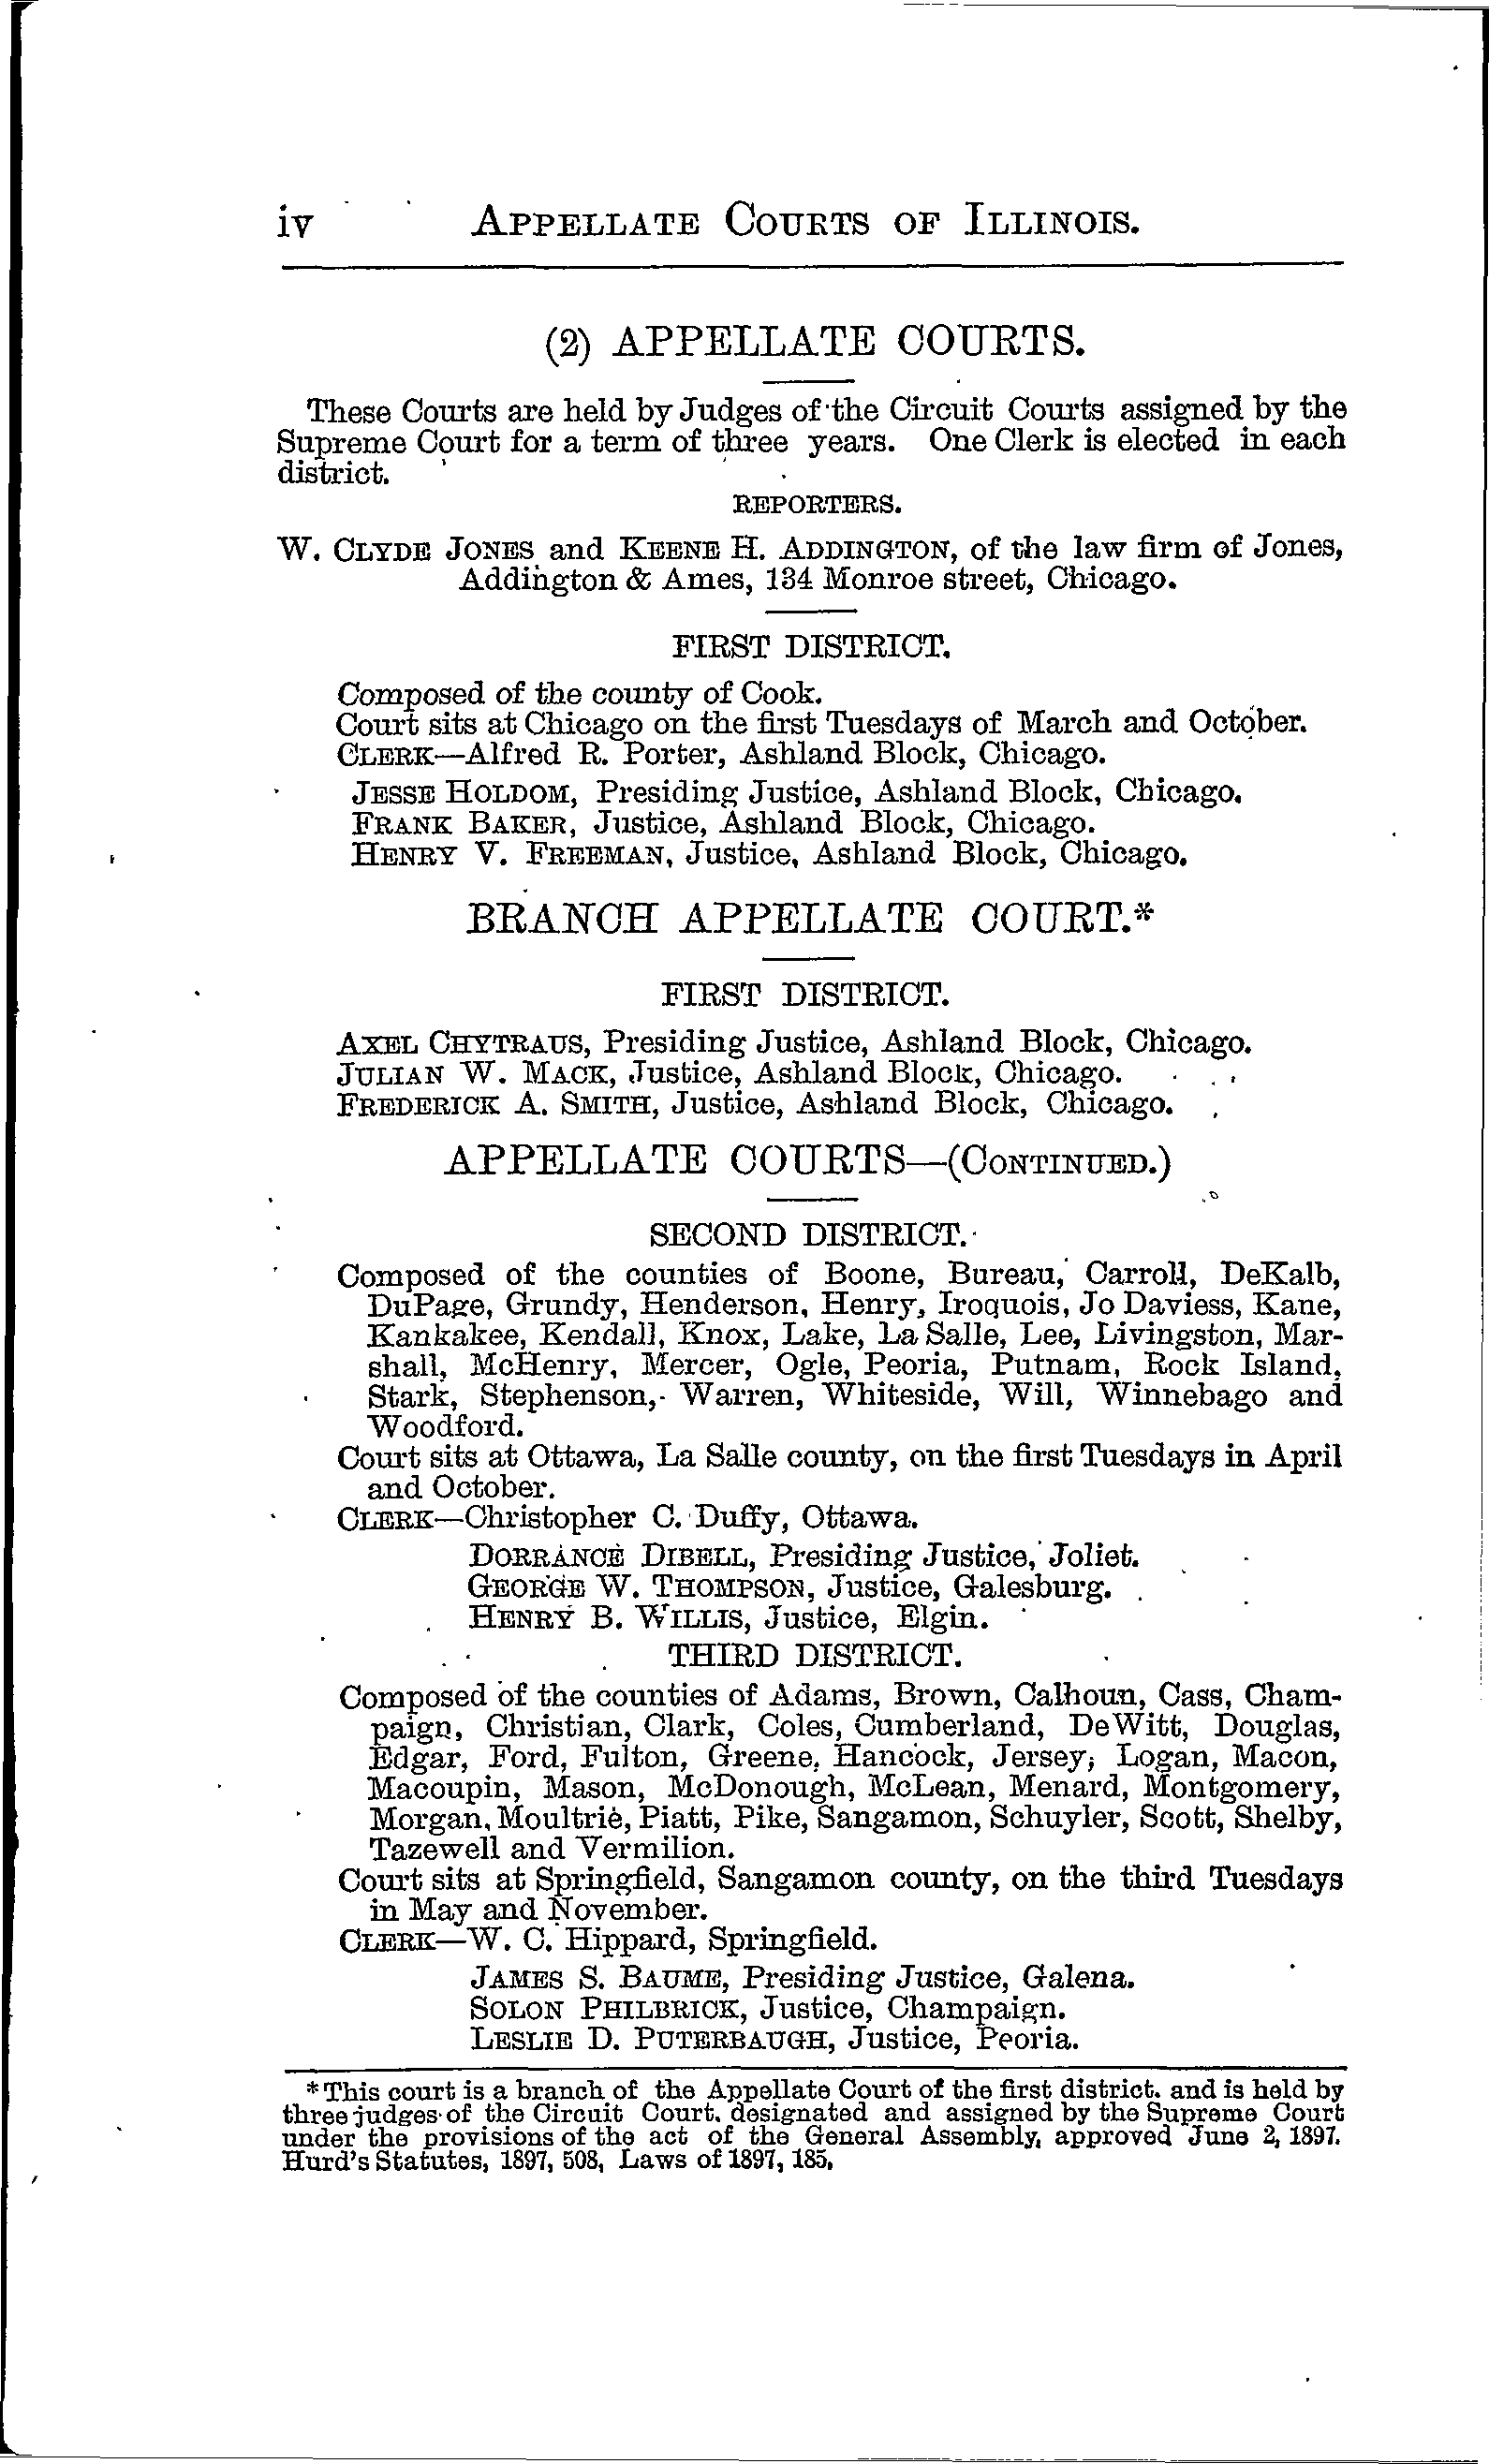 iv APPELLATE COURTS OF ILLINOIS.
(2) APPELLATE COURTS.
These Courts are held by Judges of the Circuit Courts assigned by the
Supreme Court for a term of three years. One Clerk is elected in each
district.
REPORTERS.
W. CLYDE JONES and KEENE H. ADDINGTON, of the law firm of Jones,
Addington & Ames, 134 Monroe street, Chicago.
FIRST DISTRICT.
Composed of the county of Cook.
Court sits at Chicago on the first Tuesdays of March and October.
CLERK—Alfred R. Porter, Ashland Block, Chicago.
JESSE HOLDOM, Presiding Justice, Ashland Block, Chicago.
FRANK BAKER, Justice, Ashland Block, Chicago.
HENRY V. FREEMAN, Justice, Ashland Block, Chicago.
BRANCH APPELLATE COURT.*
FIRST DISTRICT.
AXEL CHYTRAUS, Presiding Justice, Ashland Block, Chicago.
JULIAN W. MACK, Justice, Ashland Block, Chicago.
FREDERICK A. SMITH, Justice, Ashland Block, Chicago.
APPELLATE COURTS—(CONTINUED.)
SECOND DISTRICT.
Composed of the counties of Boone, Bureau, Carroll, DeKalb,
DuPage, Grundy, Henderson, Henry, Iroquois, Jo Daviess, Kane,
Kankakee, Kendall, Knox, Lake, La Salle, Lee, Livingston, Mar-
shall, McHenry, Mercer, Ogle, Peoria, Putnam, Rock Island,
Stark, Stephenson, Warren, Whiteside, Will, Winnebago and
Woodford.
Court sits at Ottawa, La Salle county, on the first Tuesdays in April
and October.
CLERK—Christopher C. Duffy, Ottawa.
DORRANCE DIBELL, Presiding Justice, Joliet.
GEORGE W. THOMPSON, Justice, Galesburg.
HENRY B. WILLIS, Justice, Elgin.
THIRD DISTRICT.
Composed of the counties of Adams, Brown, Calhoun, Cass, Cham-
paign, Christian, Clark, Coles, Cumberland, DeWitt, Douglas,
Edgar, Ford, Fulton, Greene, Hancock, Jersey, Logan, Macon,
Macoupin, Mason, McDonough, McLean, Menard, Montgomery,
Morgan, Moultrie, Piatt, Pike, Sangamon, Schuyler, Scott, Shelby,
Tazewell and Vermilion.
Court sits at Springfield, Sangamon county, on the third Tuesdays
in May and November.
CLERK—W. C. Hippard, Springfield.
JAMES S. BAUME, Presiding Justice, Galena.
SOLON PHILBRICK, Justice, Champaign.
LESLIE D. PUTERBAUGH, Justice, Peoria.
*This court is a branch of the Appellate Court of the first district, and is held by
three judges of the Circuit Court, designated and assigned by the Supreme Court
under the provisions of the act of the General Assembly, approved June 2, 1897.
Hurd's Statutes, 1897, 508, Laws of 1897, 185.